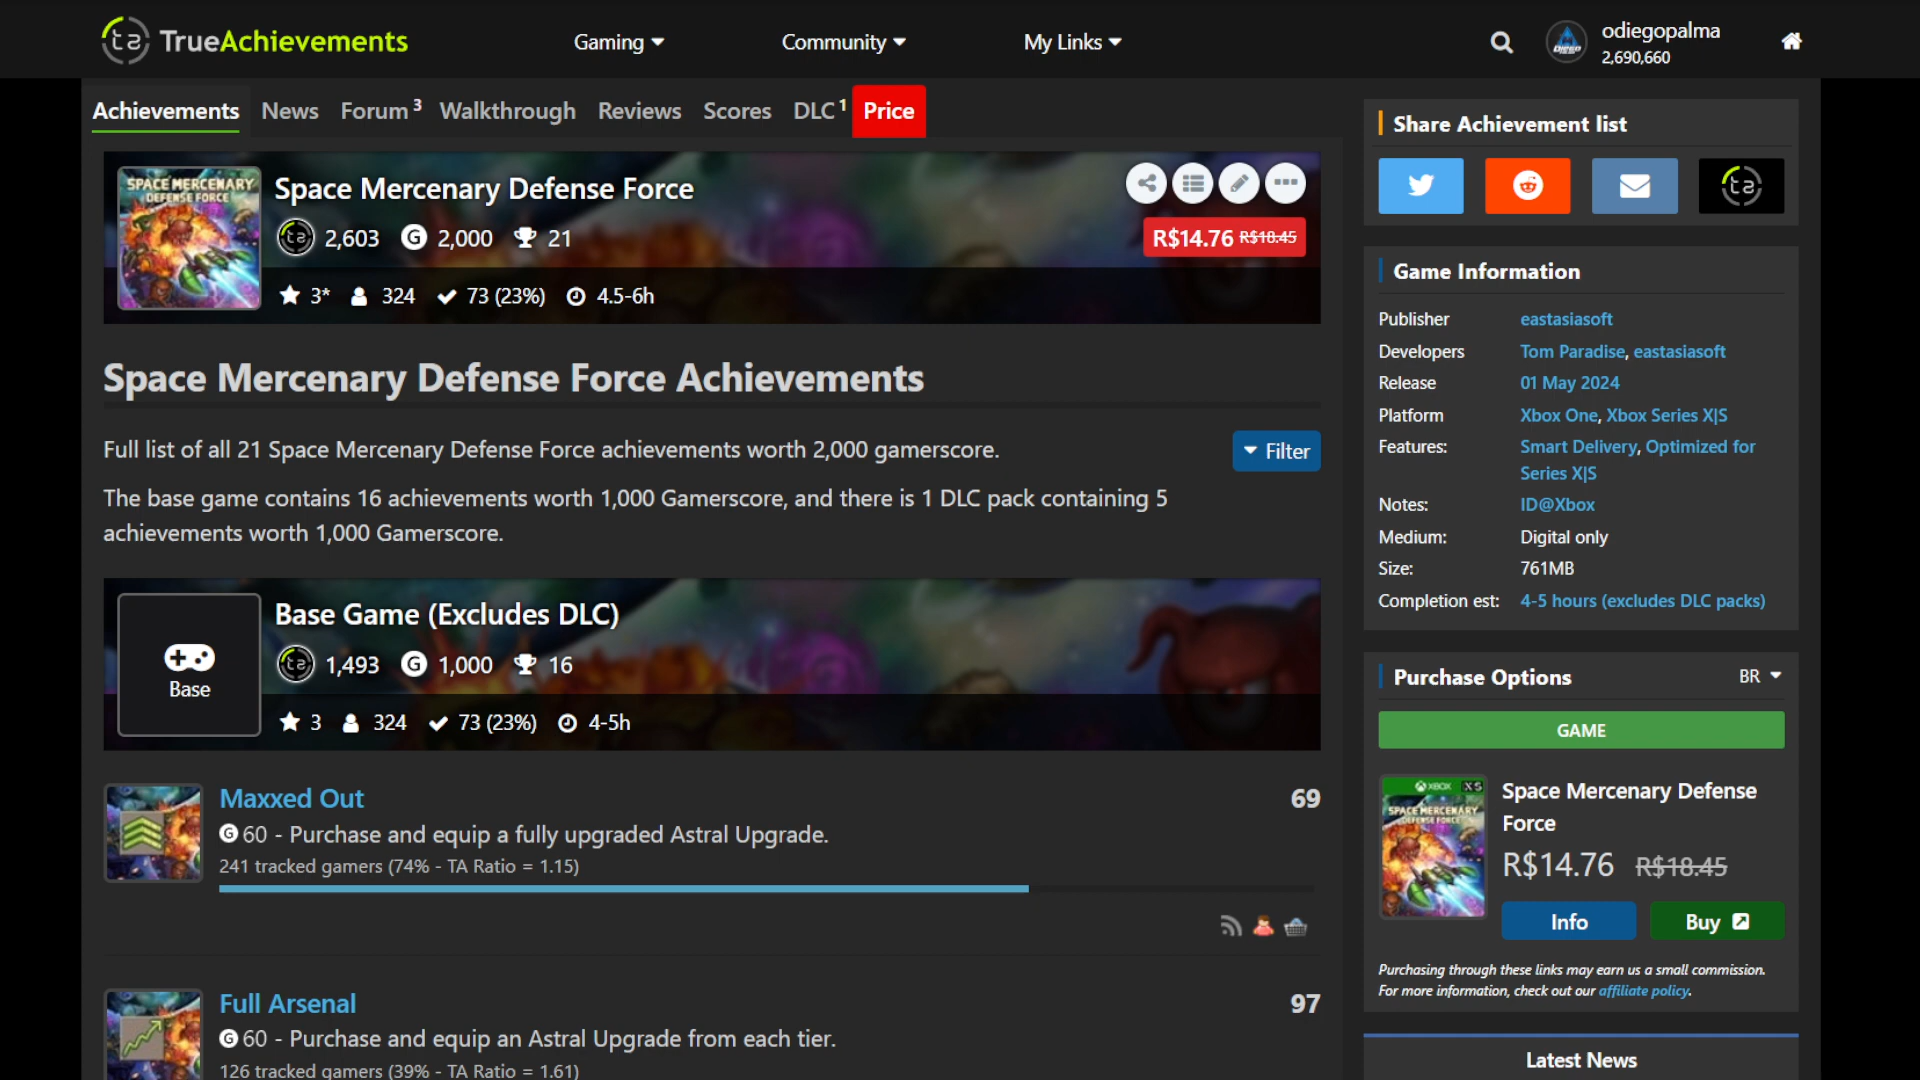 TrueAchievements
Gaming
Community
My Links
odiegopalma
2,690,660
Achievements
News
Forum 3
Walkthrough
Reviews
Scores
DLC 1
Price
SPACE MERCENARY
DEFENSE FORCE
Space Mercenary Defense Force
2,603
2,000
21
R$14.76 R$18.45
3*
324
73 (23%)
4.5-6h
Space Mercenary Defense Force Achievements
Full list of all 21 Space Mercenary Defense Force achievements worth 2,000 gamerscore.
Filter
The base game contains 16 achievements worth 1,000 Gamerscore, and there is 1 DLC pack containing 5
achievements worth 1,000 Gamerscore.
Base
Base Game (Excludes DLC)
1,493
1,000
16
3
324
73 (23%)
4-5h
Maxxed Out
69
G 60 - Purchase and equip a fully upgraded Astral Upgrade.
241 tracked gamers (74% - TA Ratio = 1.15)
Full Arsenal
97
G 60 - Purchase and equip an Astral Upgrade from each tier.
126 tracked gamers (39% - TA Ratio = 1.61)
Share Achievement list
Game Information
Publisher eastasiasoft
Developers Tom Paradise, eastasiasoft
Release 01 May 2024
Platform Xbox One, Xbox Series X|S
Features: Smart Delivery, Optimized for
Series X|S
Notes: ID@Xbox
Medium: Digital only
Size: 761MB
Completion est: 4-5 hours (excludes DLC packs)
Purchase Options
BR
GAME
XBOX X S
SPACE MERCENARY
DEFENSE FORCE
Space Mercenary Defense
Force
R$14.76 R$18.45
Info
Buy
Purchasing through these links may earn us a small commission.
For more information, check out our affiliate policy.
Latest News